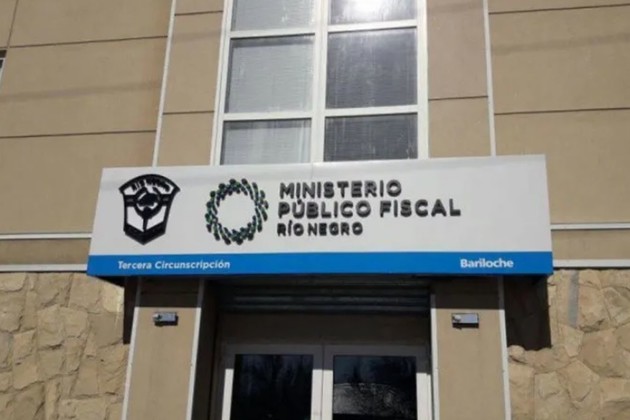 MINISTERIO
PÚBLICO FISCAL
RÍO NEGRO
Tercera Circunscripción
Bariloche